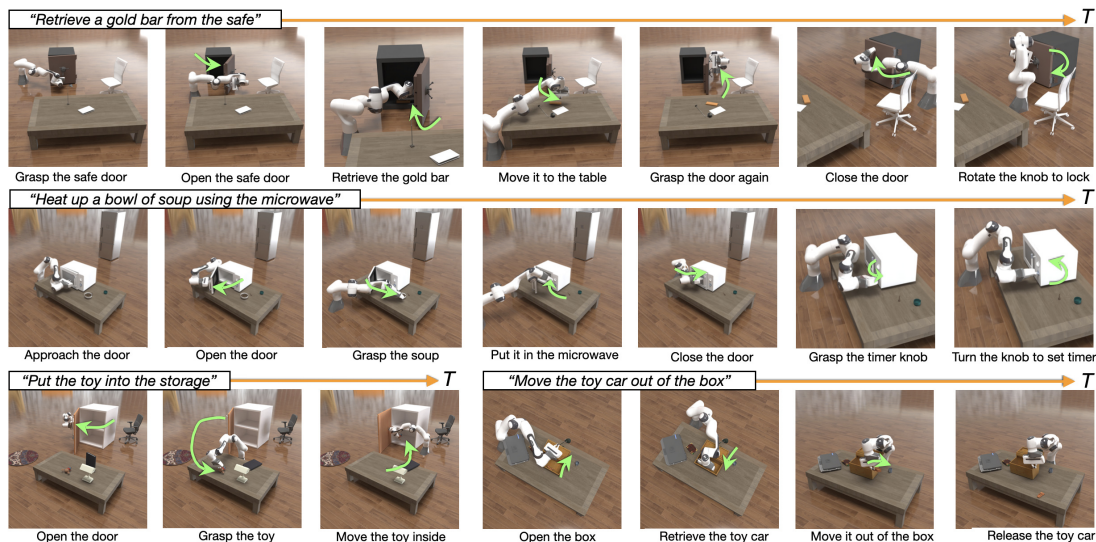 “Retrieve a gold bar from the safe”
T
Grasp the safe door
Open the safe door
Retrieve the gold bar
Move it to the table
Grasp the door again
Close the door
Rotate the knob to lock
“Heat up a bowl of soup using the microwave”
T
Approach the door
Open the door
Grasp the soup
Put it in the microwave
Close the door
Grasp the timer knob
Turn the knob to set timer
“Put the toy into the storage”
T
“Move the toy car out of the box”
T
Open the door
Grasp the toy
Move the toy inside
Open the box
Retrieve the toy car
Move it out of the box
Release the toy car